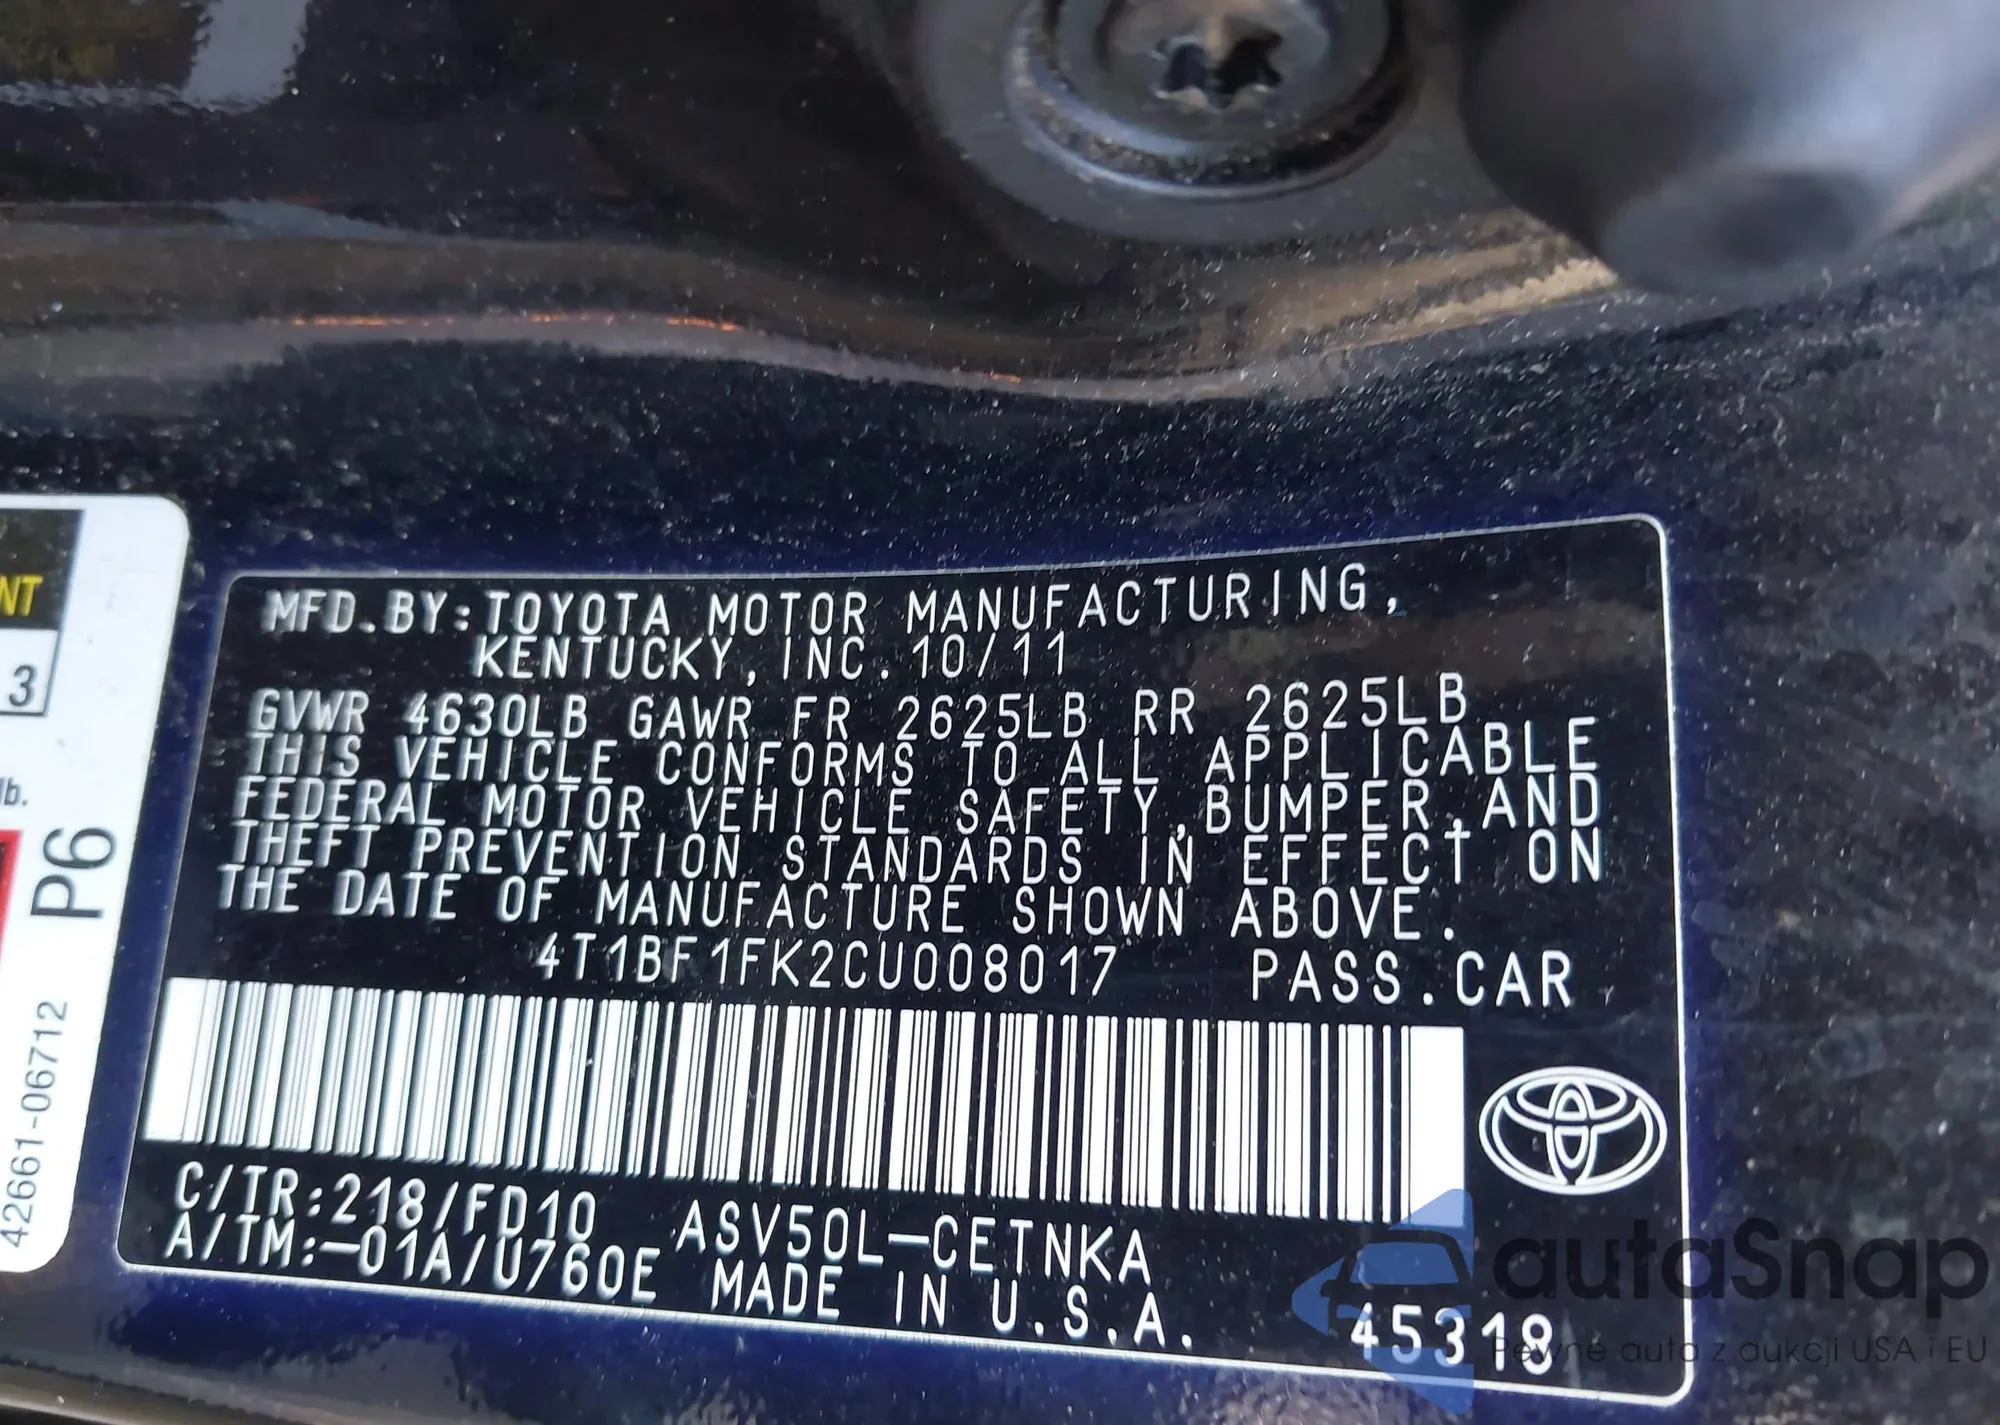 NT
3
lb.
P6
42661-06712
MFD.BY:TOYOTA MOTOR MANUFACTURING,
KENTUCKY, INC. 10/11
GVWR 4630LB GAWR FR 2625LB RR 2625LB
THIS VEHICLE CONFORMS TO ALL APPLICABLE
FEDERAL MOTOR VEHICLE SAFETY,BUMPER,AND
THEFT PREVENTION STANDARDS IN EFFECT ON
THE DATE OF MANUFACTURE SHOWN ABOVE.
4T1BF1FK2CU008017 PASS.CAR
C/TR:218/FD10 ASV50L-CETNKA
A/TM:-01A/U760E MADE IN U.S.A. 45318
autaSnap
Pewne auta z aukcji USA i EU